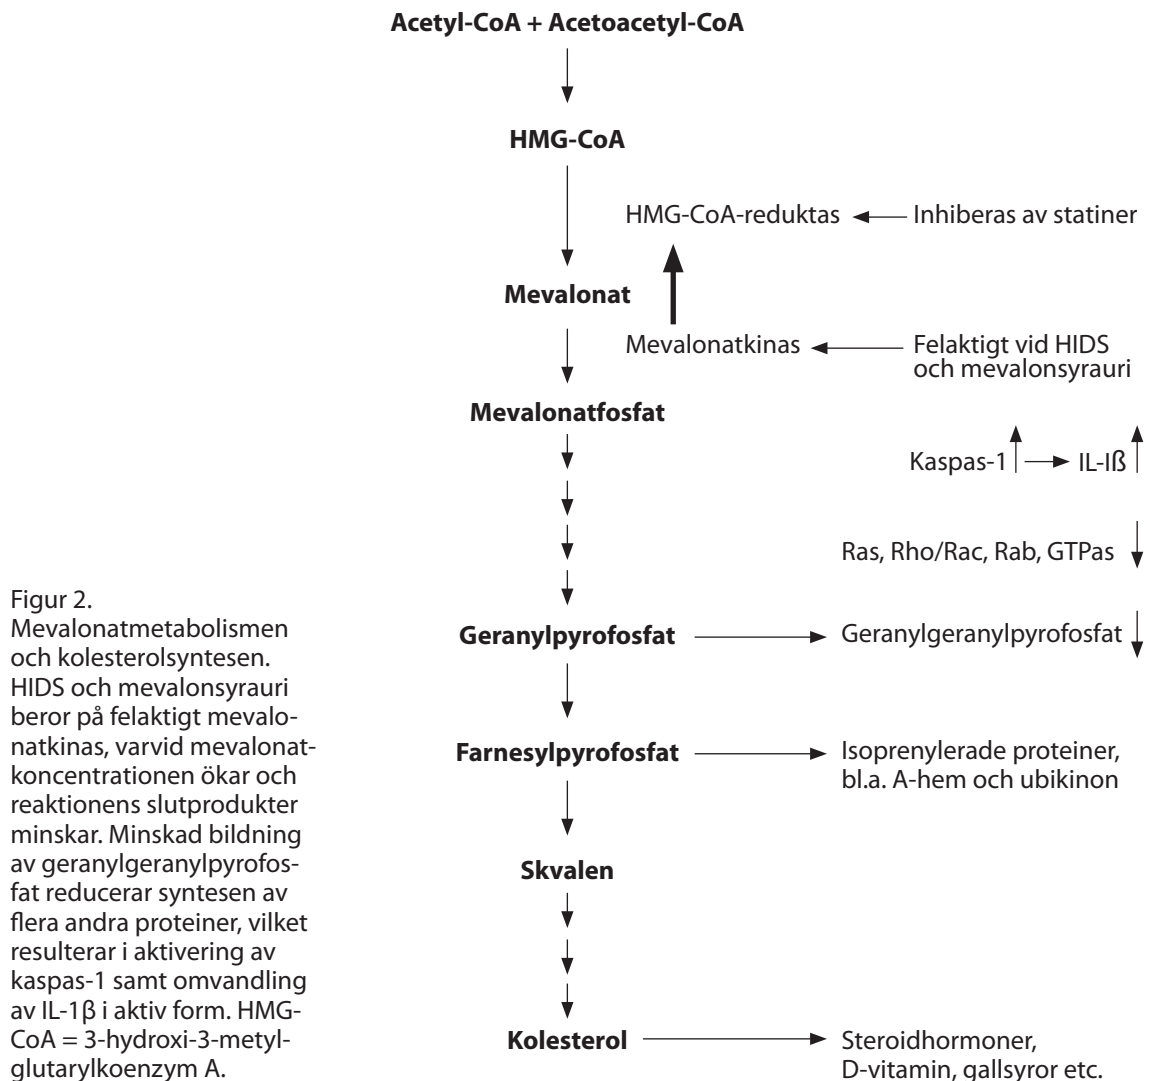 Acetyl-CoA + Acetoacetyl-CoA
HMG-CoA
HMG-CoA-reduktas
Inhiberas av statiner
Mevalonat
Mevalonatkinas
Felaktigt vid HIDS
och mevalonsyrauri
Mevalonatfosfat
Kaspas-1
IL-Iß
Ras, Rho/Rac, Rab, GTPas
Geranylpyrofosfat
Geranylgeranylpyrofosfat
Farnesylpyrofosfat
Isoprenylerade proteiner,
bl.a. A-hem och ubikinon
Skvalen
Kolesterol
Steroidhormoner,
D-vitamin, gallsyror etc.
Figur 2.
Mevalonatmetabolismen
och kolesterolsyntesen.
HIDS och mevalonsyrauri
beror på felaktigt mevalo-
natkinas, varvid mevalonat-
koncentrationen ökar och
reaktionens slutprodukter
minskar. Minskad bildning
av geranylgeranylpyrofos-
fat reducerar syntesen av
flera andra proteiner, vilket
resulterar i aktivering av
kaspas-1 samt omvandling
av IL-1β i aktiv form. HMG-
CoA = 3-hydroxi-3-metyl-
glutarylkoenzym A.